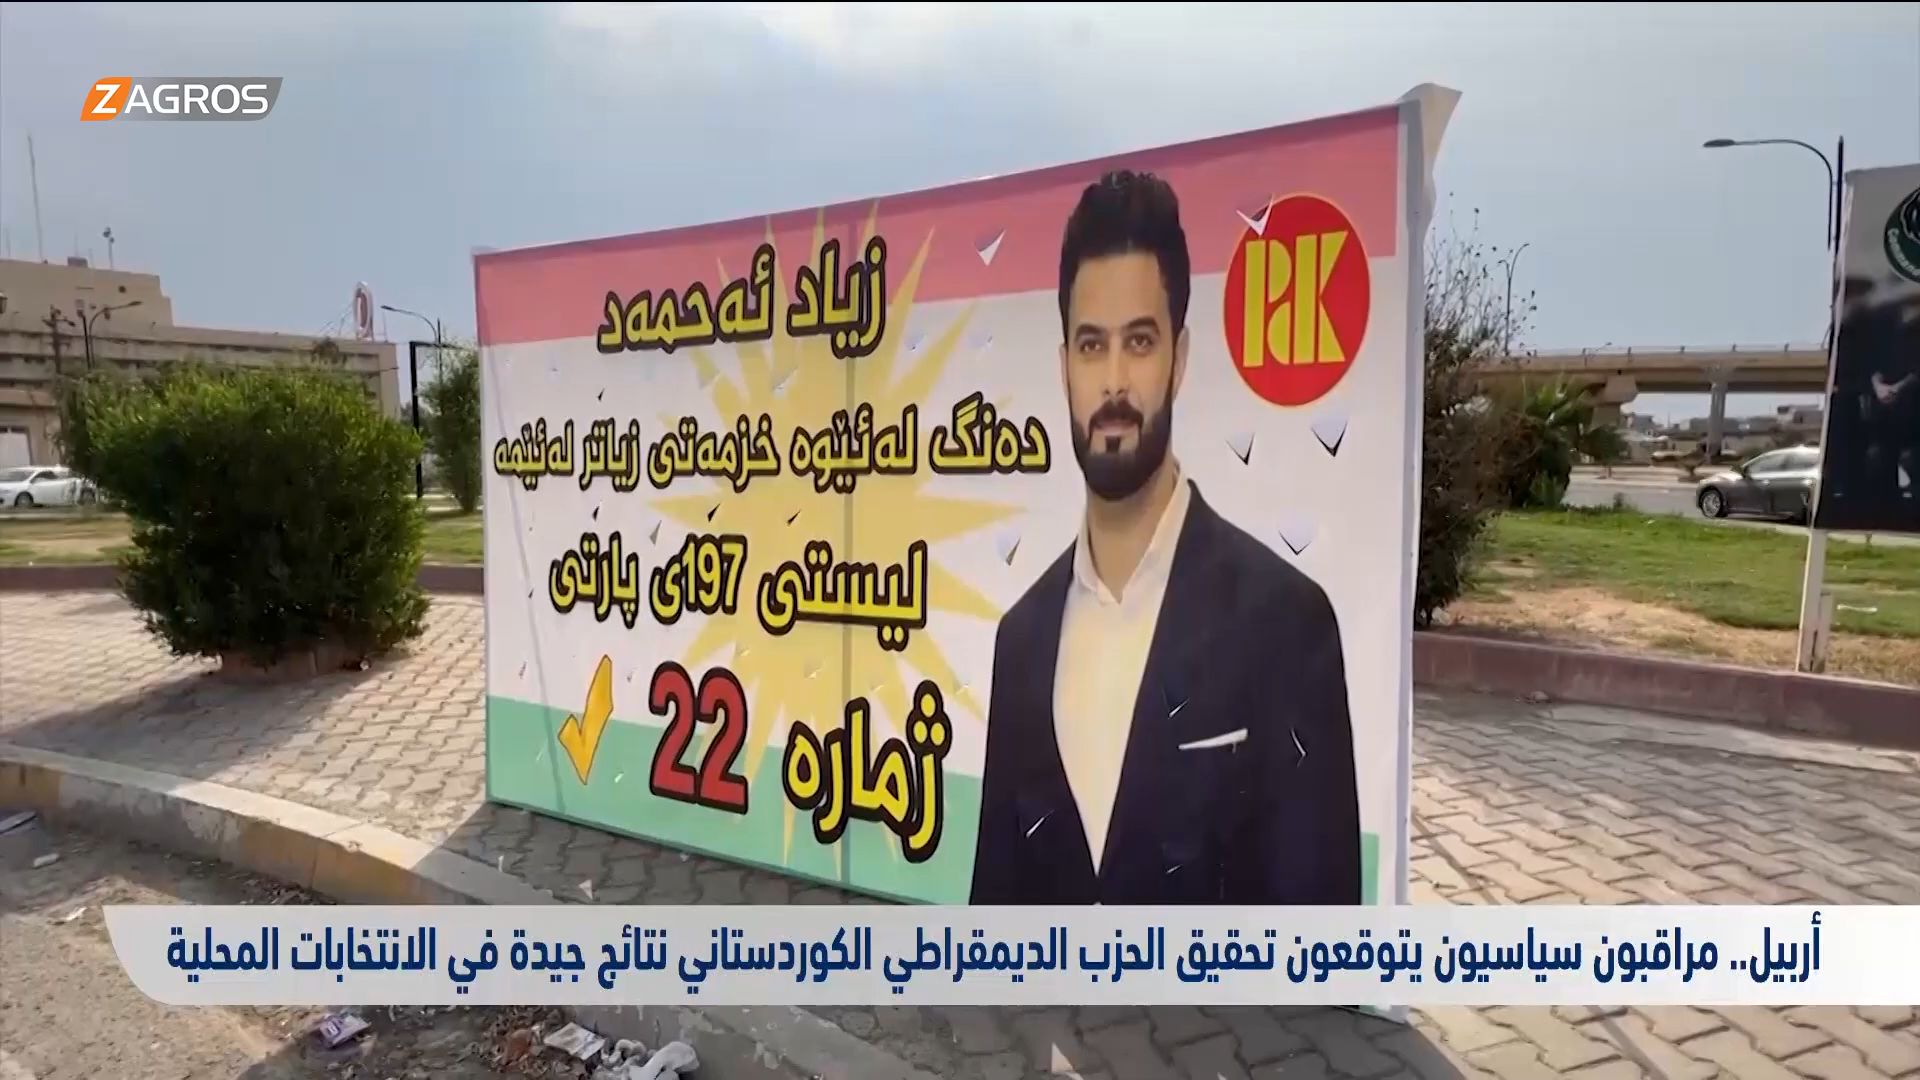 ZAGROS
زیاد ئەحمەد
PdK
دەنگ لەئێوە خزمەتی زیاتر لەئێمە
لیستی 197ی پارتی
ژمارە 22
أربيل.. مراقبون سياسيون يتوقعون تحقيق الحزب الديمقراطي الكوردستاني نتائج جيدة في الانتخابات المحلية